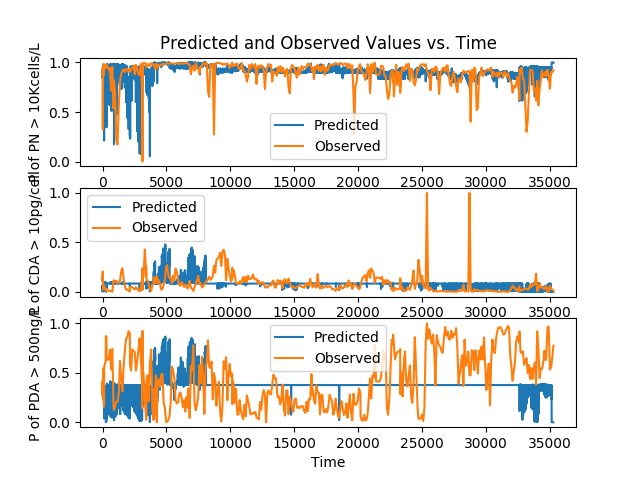 Predicted and Observed Values vs. Time
P of PN > 10Kcells/L
1.0
0.5
0.0
Predicted
Observed
0 5000 10000 15000 20000 25000 30000 35000
P of CDA > 10pg/cell
1.0
0.5
0.0
Predicted
Observed
0 5000 10000 15000 20000 25000 30000 35000
P of PDA > 500ng/L
1.0
0.5
0.0
Predicted
Observed
0 5000 10000 15000 20000 25000 30000 35000
Time